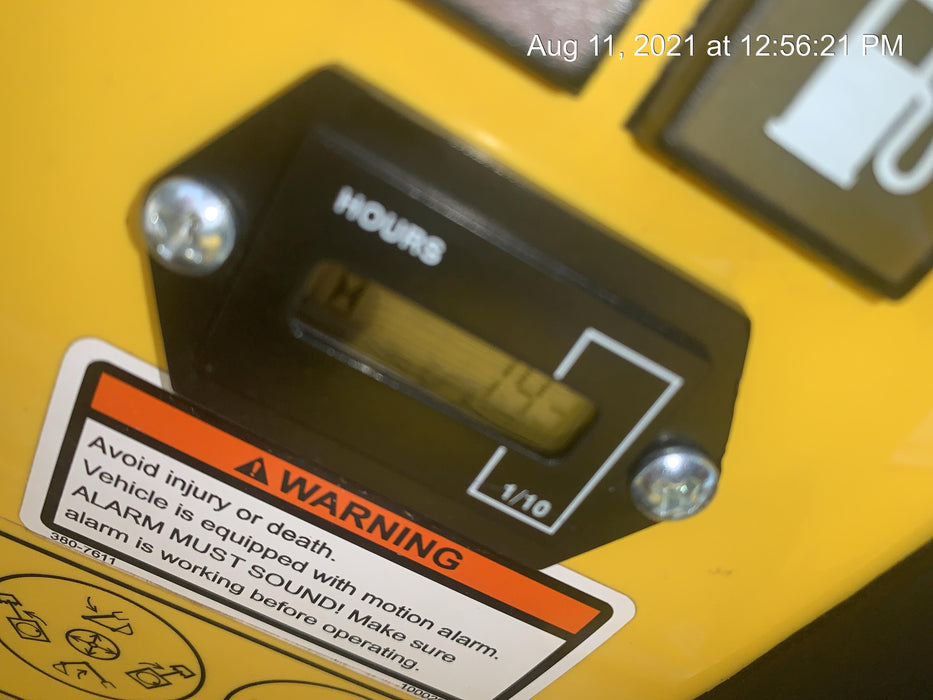 Aug 11, 2021 at 12:56:21 PM
HOURS
1/10
WARNING
Avoid injury or death.
Vehicle is equipped with motion alarm.
ALARM MUST SOUND! Make sure
alarm is working before operating.
380-7611